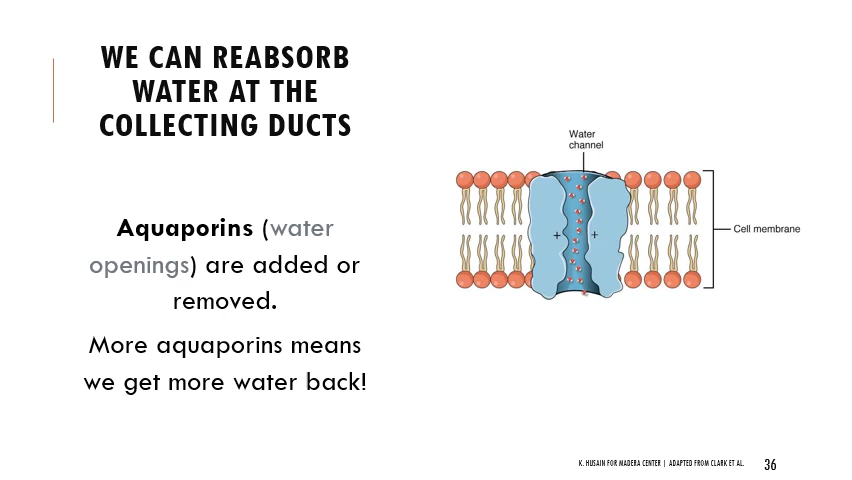 WE CAN REABSORB
WATER AT THE
COLLECTING DUCTS
Aquaporins (water
openings) are added or
removed.
More aquaporins means
we get more water back!
Water
channel
+ +
Cell membrane
K. HUSAIN FOR MADERA CENTER | ADAPTED FROM CLARK ET AL. 36